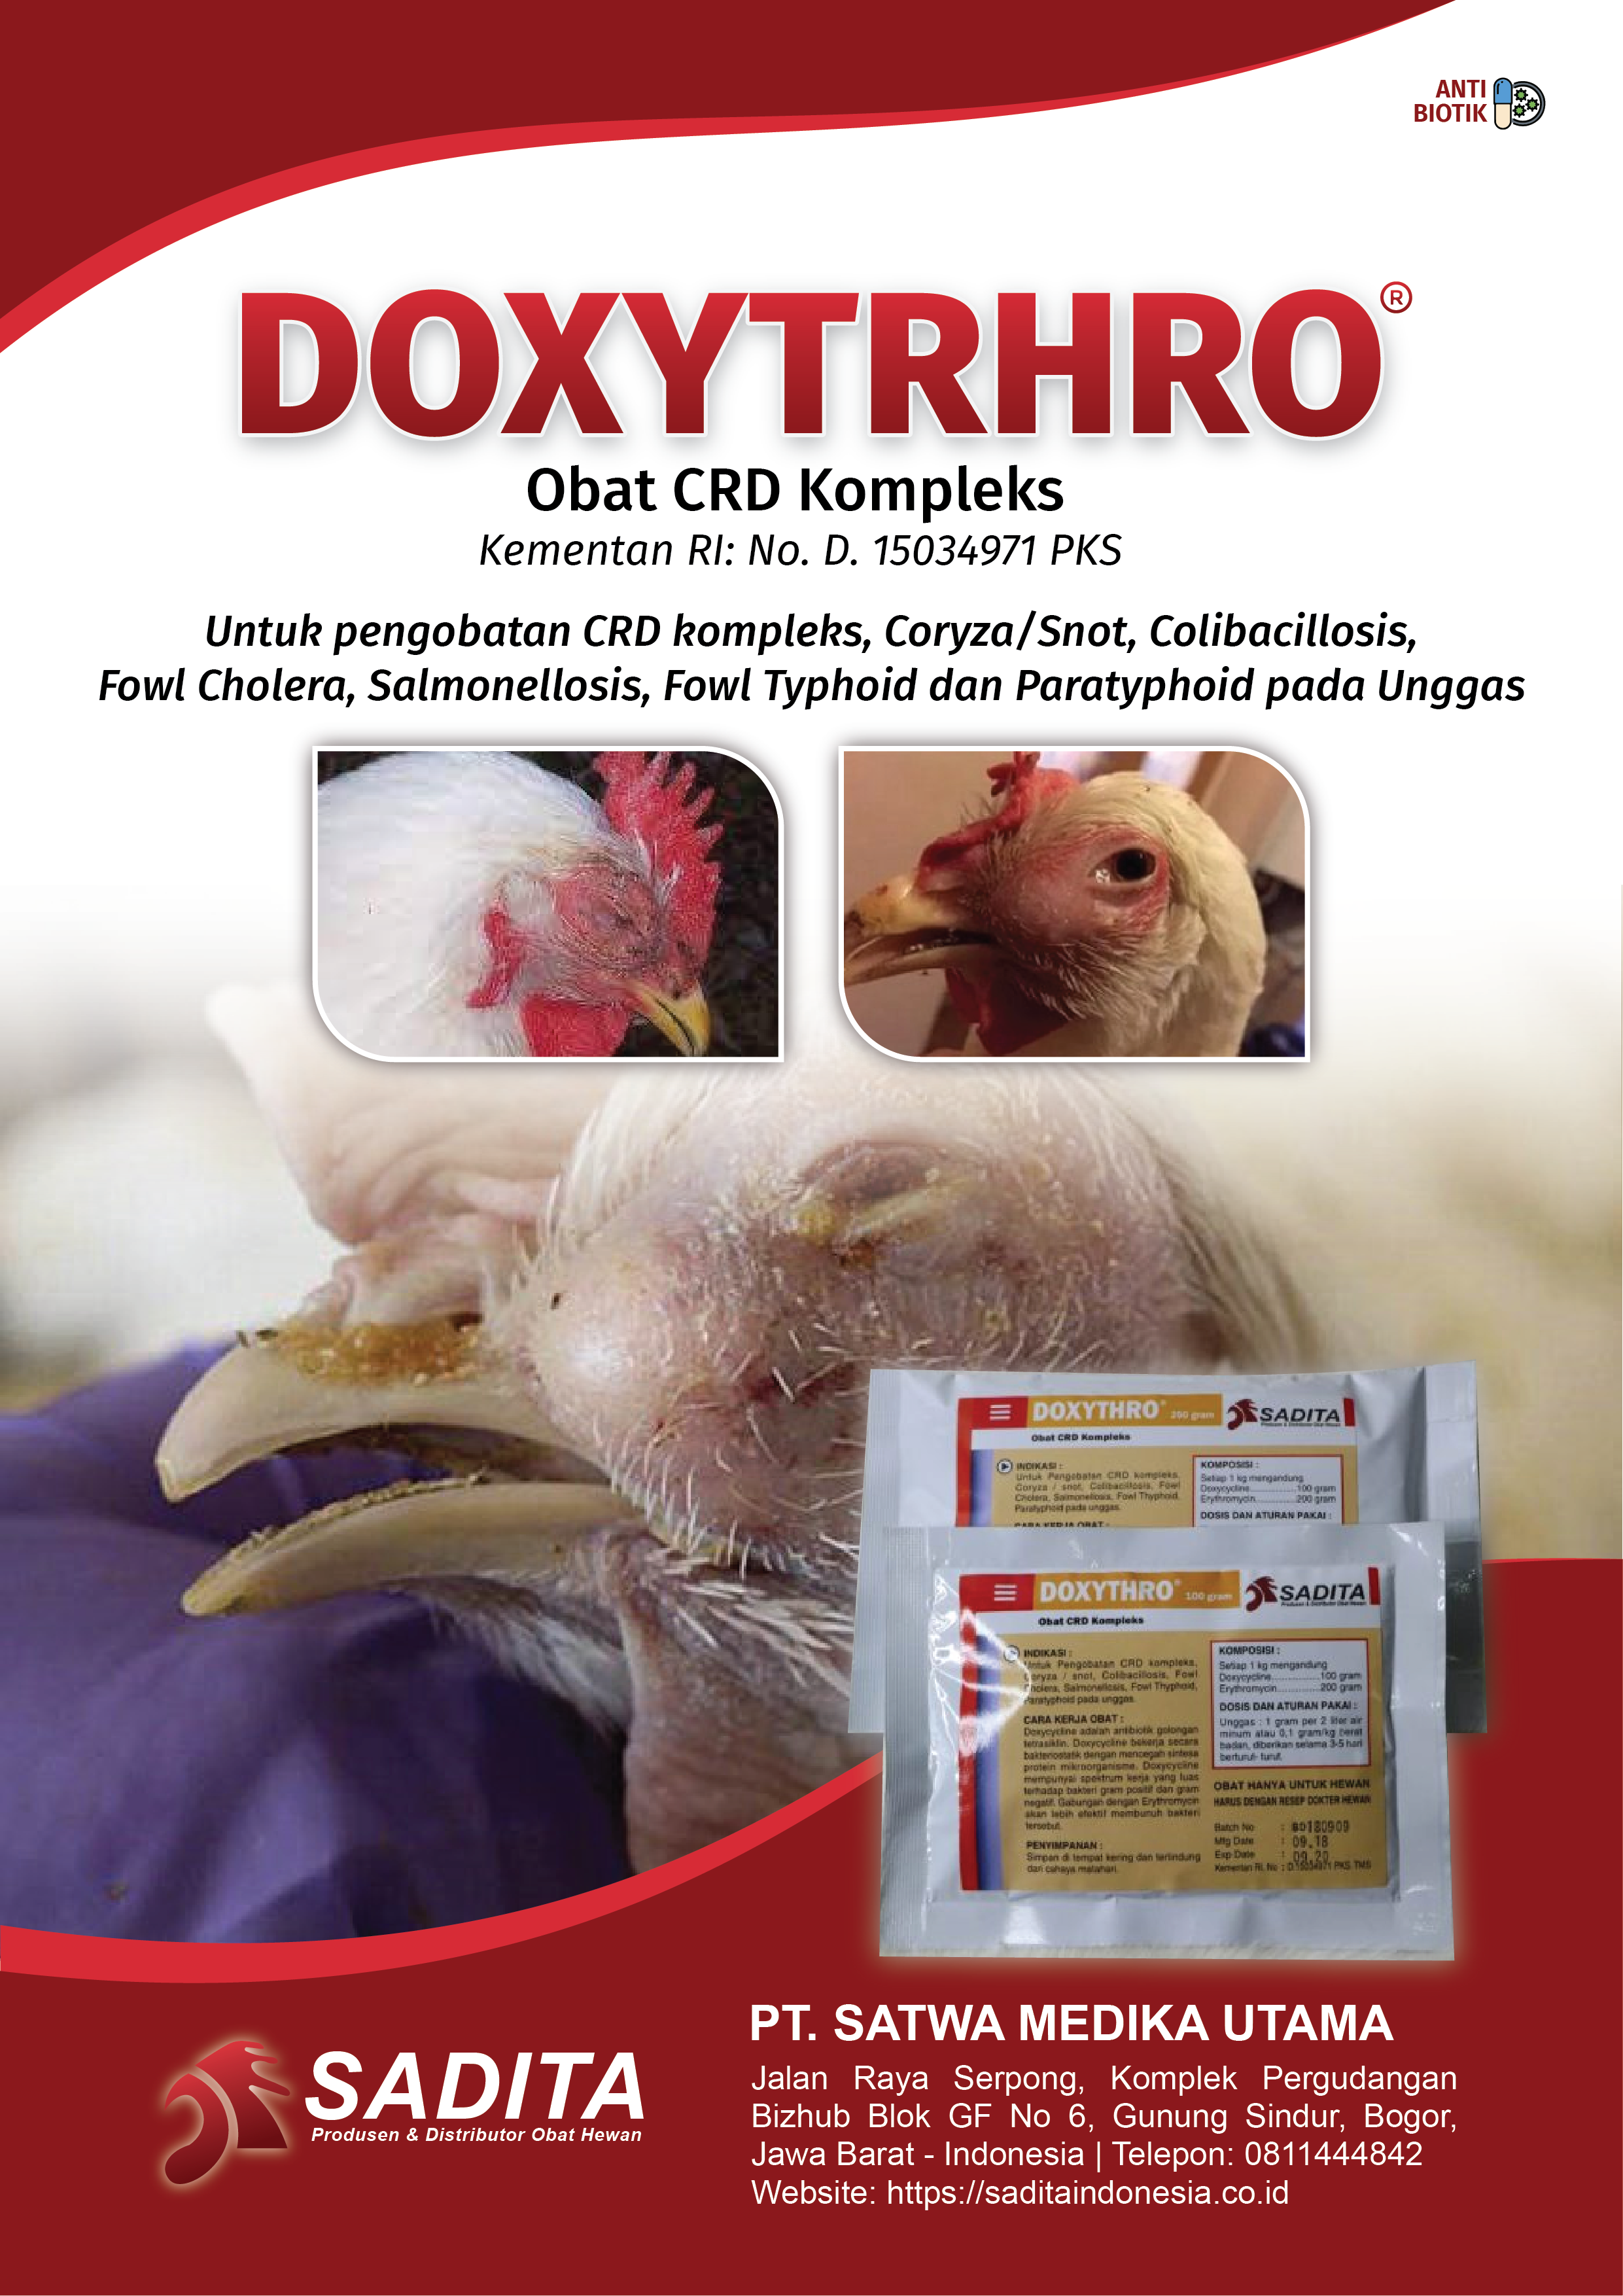 ANTI
BIOTIK
DOXYTRHRO®
Obat CRD Kompleks
Kementan RI: No. D. 15034971 PKS
Untuk pengobatan CRD kompleks, Coryza/Snot, Colibacillosis,
Fowl Cholera, Salmonellosis, Fowl Typhoid dan Paratyphoid pada Unggas
DOXYTHRO® 250 gram
SADITA
Produsen & Distributor Obat Hewan
Obat CRD Kompleks
INDIKASI :
Untuk Pengobatan CRD kompleks,
Coryza / snot, Colibacillosis, Fowl
Cholera, Salmonellosis, Fowl Thyphoid,
Paratyphoid pada unggas.
CARA KERJA OBAT :
KOMPOSISI :
Setiap 1 kg mengandung
Doxycycline................100 gram
Erythromycin..............200 gram
DOSIS DAN ATURAN PAKAI :
DOXYTHRO® 100 gram
SADITA
Produsen & Distributor Obat Hewan
Obat CRD Kompleks
INDIKASI :
Untuk Pengobatan CRD kompleks,
Coryza / snot, Colibacillosis, Fowl
Cholera, Salmonellosis, Fowl Thyphoid,
Paratyphoid pada unggas.
CARA KERJA OBAT :
Doxycycline adalah antibiotik golongan
tetrasiklin. Doxycycline bekerja secara
bakteriostatik dengan mencegah sintesa
protein mikroorganisme. Doxycycline
mempunyai spektrum kerja yang luas
terhadap bakteri gram positif dan gram
negatif. Gabungan dengan Erythromycin
akan lebih efektif membunuh bakteri
tersebut.
PENYIMPANAN :
Simpan di tempat kering dan terlindung
dari cahaya matahari.
KOMPOSISI :
Setiap 1 kg mengandung
Doxycycline................100 gram
Erythromycin..............200 gram
DOSIS DAN ATURAN PAKAI :
Unggas : 1 gram per 2 liter air
minum atau 0,1 gram/kg berat
badan, diberikan selama 3-5 hari
berturut- turut.
OBAT HANYA UNTUK HEWAN
HARUS DENGAN RESEP DOKTER HEWAN
Batch No : 80180909
Mfg Date : 09.18
Exp Date : 09.20
Kementan RI. No : D.15034971 PKS TMS
SADITA
Produsen & Distributor Obat Hewan
PT. SATWA MEDIKA UTAMA
Jalan Raya Serpong, Komplek Pergudangan
Bizhub Blok GF No 6, Gunung Sindur, Bogor,
Jawa Barat - Indonesia | Telepon: 0811444842
Website: https://saditaindonesia.co.id